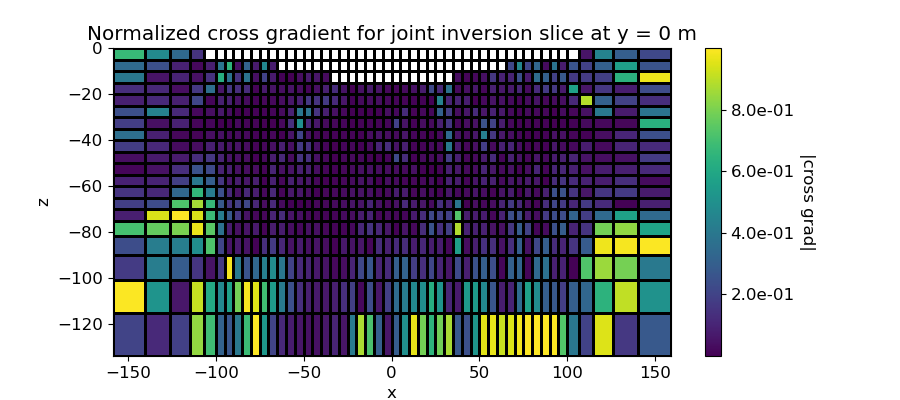 Normalized cross gradient for joint inversion slice at y = 0 m
0
−20
−40
−60
−80
−100
−120
z
−150
−100
−50
0
50
100
150
x
8.0e-01
6.0e-01
4.0e-01
2.0e-01
|cross grad|